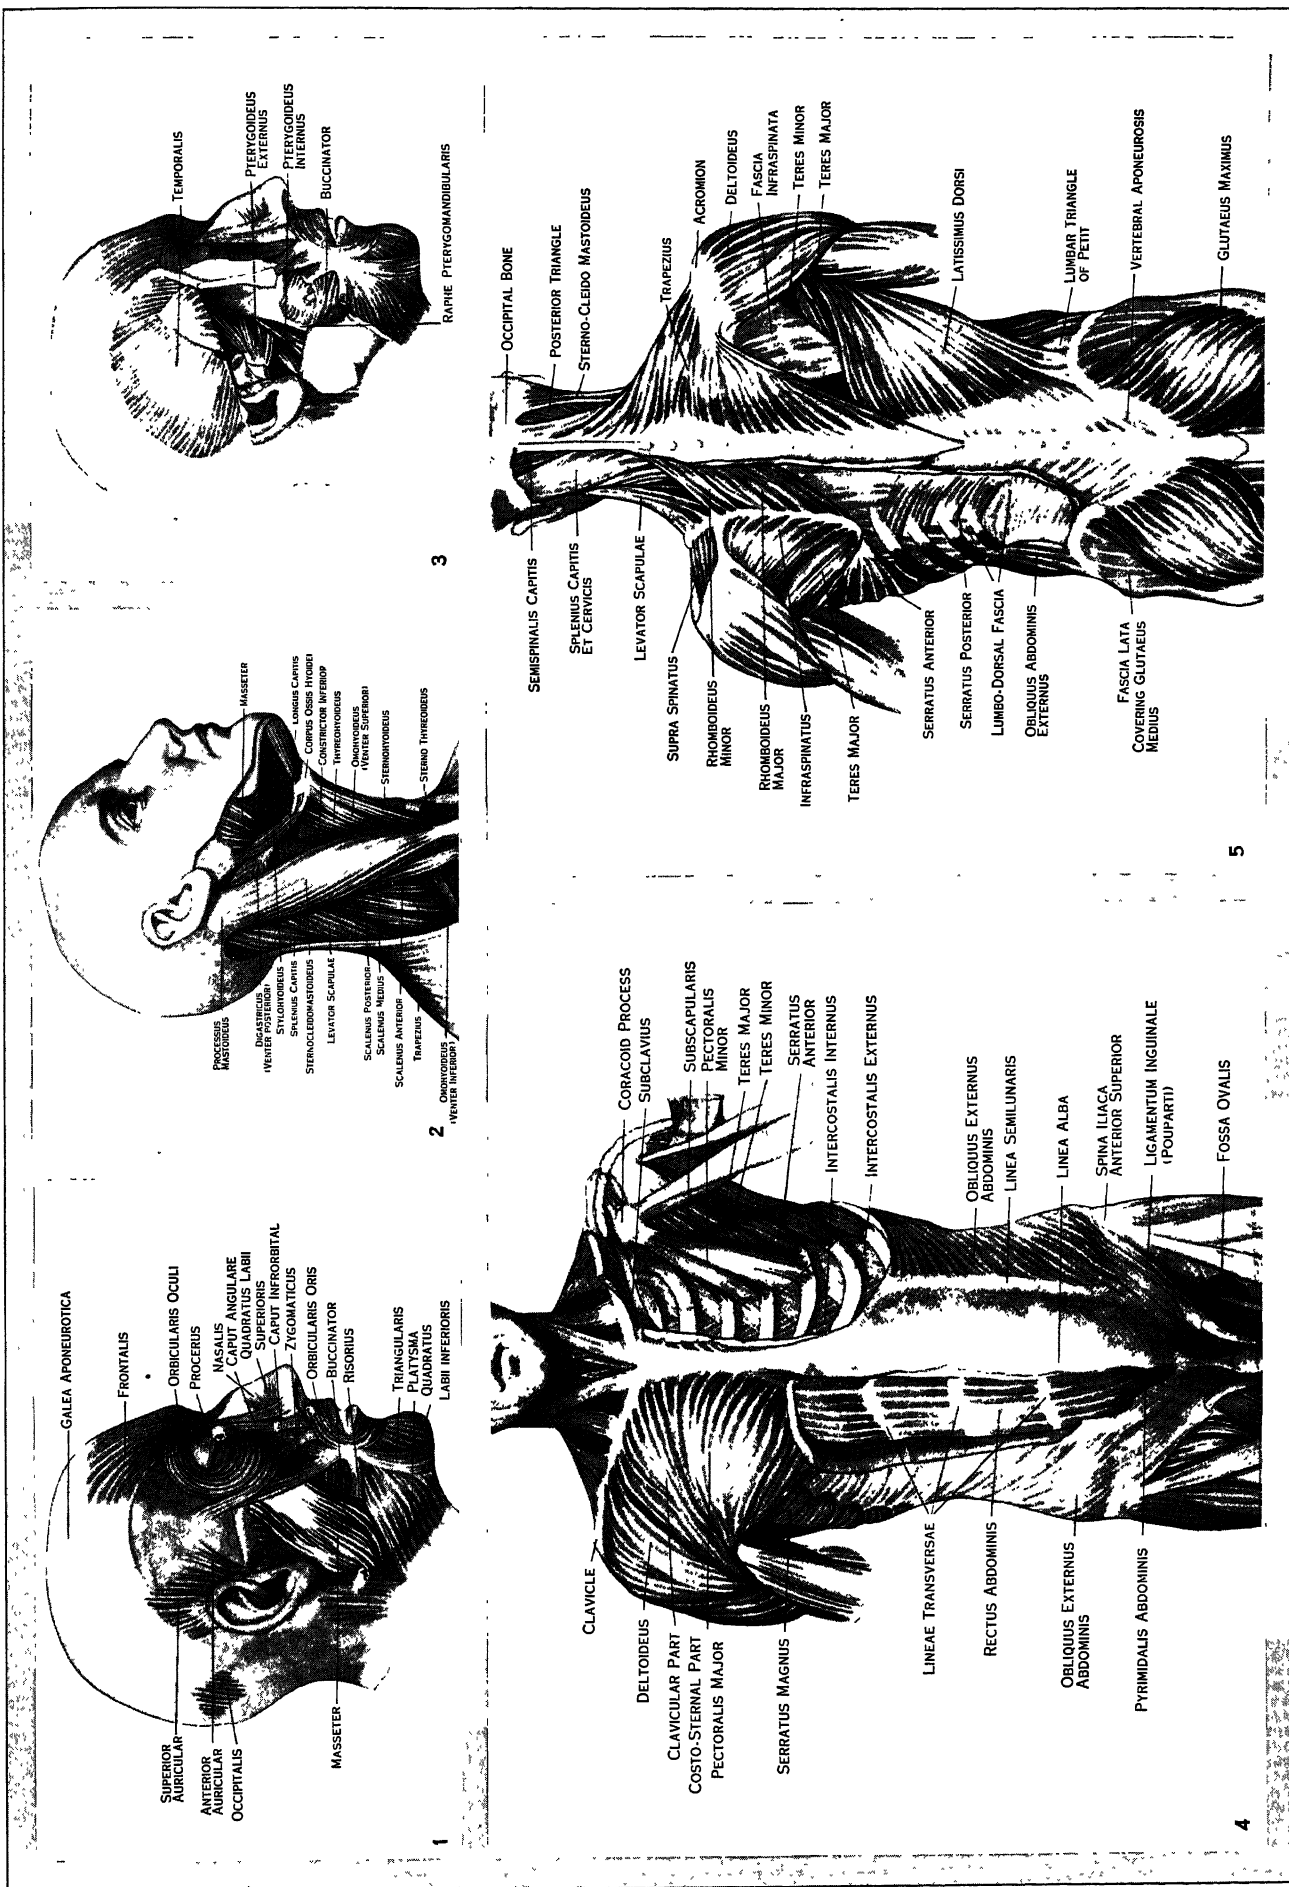 GALEA APONEUROTICA
FRONTALIS
ORBICULARIS OCULI
PROCERUS
NASALIS
CAPUT ANGULARE
QUADRATUS LABII
SUPERIORIS
CAPUT INFRORBITAL
ZYGOMATICUS
ORBICULARIS ORIS
BUCCINATOR
RISORIUS
TRIANGULARIS
PLATYSMA
QUADRATUS
LABII INFERIORIS
SUPERIOR
AURICULAR
ANTERIOR
AURICULAR
OCCIPITALIS
MASSETER
1
PROCESSUS
MASTOIDEUS
DIGASTRICUS
(VENTER POSTERIOR)
STYLOHYOIDEUS
SPLENIUS CAPITIS
STERNOCLEIDOMASTOIDEUS
LEVATOR SCAPULAE
SCALENUS POSTERIOR
SCALENUS MEDIUS
SCALENUS ANTERIOR
TRAPEZIUS
OMOHYOIDEUS
(VENTER INFERIOR)
MASSETER
LONGUS CAPITIS
CORPUS OSSIS HYOIDEI
CONSTRICTOR INFERIOR
THYREOHYOIDEUS
OMOHYOIDEUS
(VENTER SUPERIOR)
STERNOHYOIDEUS
STERNO THYREOIDEUS
2
TEMPORALIS
PTERYGOIDEUS
EXTERNUS
PTERYGOIDEUS
INTERNUS
BUCCINATOR
RAPHE PTERYGOMANDIBULARIS
3
CLAVICLE
DELTOIDEUS
CLAVICULAR PART
COSTO-STERNAL PART
PECTORALIS MAJOR
SERRATUS MAGNUS
LINEAE TRANSVERSAE
RECTUS ABDOMINIS
OBLIQUUS EXTERNUS
ABDOMINIS
PYRIMIDALIS ABDOMINIS
CORACOID PROCESS
SUBCLAVIUS
SUBSCAPULARIS
PECTORALIS
MINOR
TERES MAJOR
TERES MINOR
SERRATUS
ANTERIOR
INTERCOSTALIS INTERNUS
INTERCOSTALIS EXTERNUS
OBLIQUUS EXTERNUS
ABDOMINIS
LINEA SEMILUNARIS
LINEA ALBA
SPINA ILIACA
ANTERIOR SUPERIOR
LIGAMENTUM INGUINALE
(POUPARTI)
FOSSA OVALIS
4
SEMISPINALIS CAPITIS
SPLENIUS CAPITIS
ET CERVICIS
LEVATOR SCAPULAE
SUPRA SPINATUS
RHOMBOIDEUS
MINOR
RHOMBOIDEUS
MAJOR
INFRASPINATUS
TERES MAJOR
SERRATUS ANTERIOR
SERRATUS POSTERIOR
LUMBO-DORSAL FASCIA
OBLIQUUS ABDOMINIS
EXTERNUS
FASCIA LATA
COVERING GLUTAEUS
MEDIUS
OCCIPITAL BONE
POSTERIOR TRIANGLE
STERNO-CLEIDO MASTOIDEUS
TRAPEZIUS
ACROMION
DELTOIDEUS
FASCIA
INFRASPINATA
TERES MINOR
TERES MAJOR
LATISSIMUS DORSI
LUMBAR TRIANGLE
OF PETIT
VERTEBRAL APONEUROSIS
GLUTAEUS MAXIMUS
5